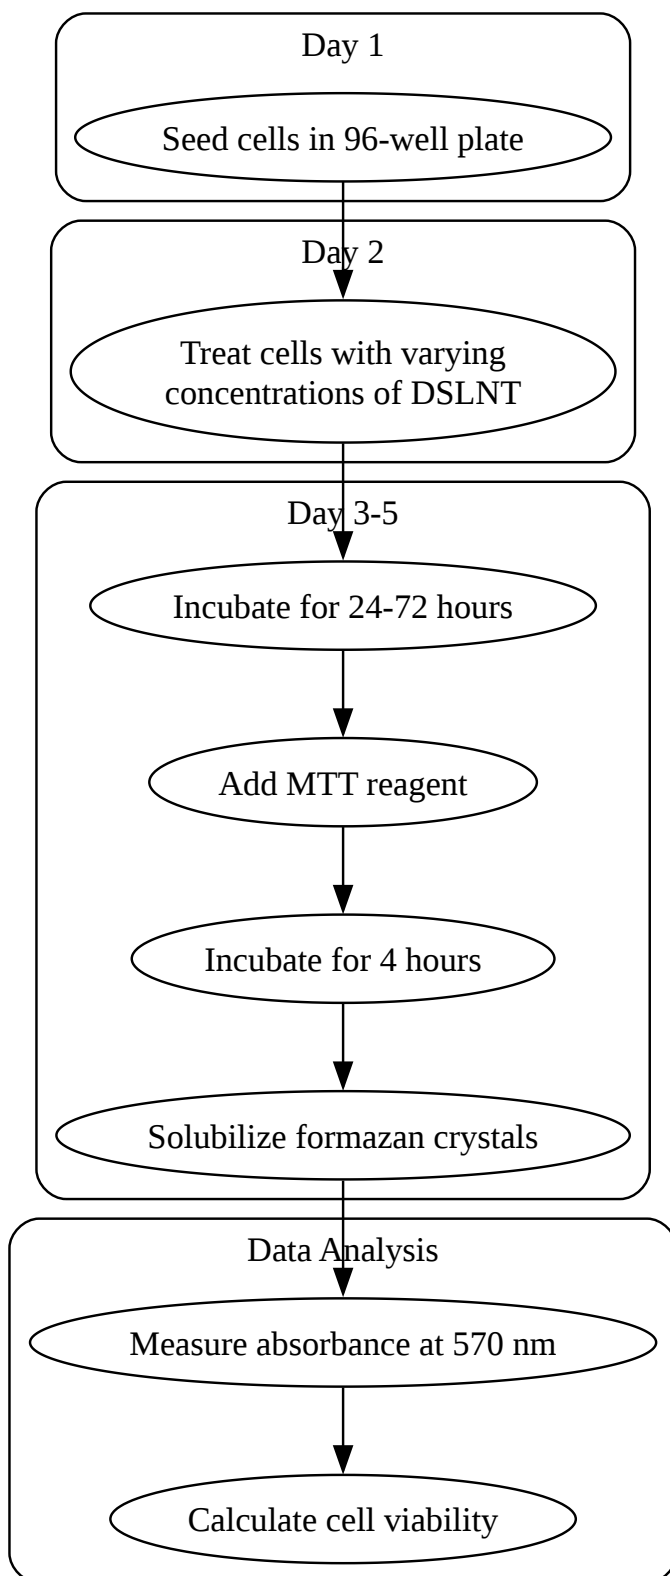 Day 1
Seed cells in 96-well plate
Day 2
Treat cells with varying
concentrations of DSLNT
Day 3-5
Incubate for 24-72 hours
Add MTT reagent
Incubate for 4 hours
Solubilize formazan crystals
Data Analysis
Measure absorbance at 570 nm
Calculate cell viability